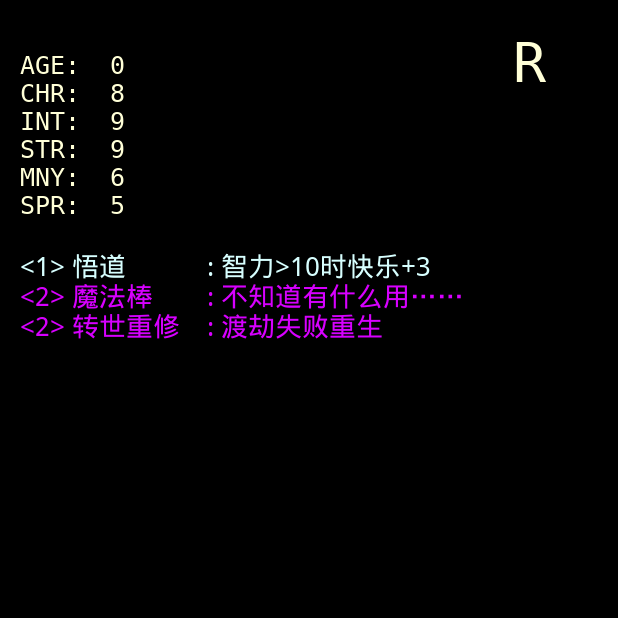 R
AGE: 0
CHR: 8
INT: 9
STR: 9
MNY: 6
SPR: 5
<1> 悟道 : 智力>10时快乐+3
<2> 魔法棒 : 不知道有什么用……
<2> 转世重修 : 渡劫失败重生